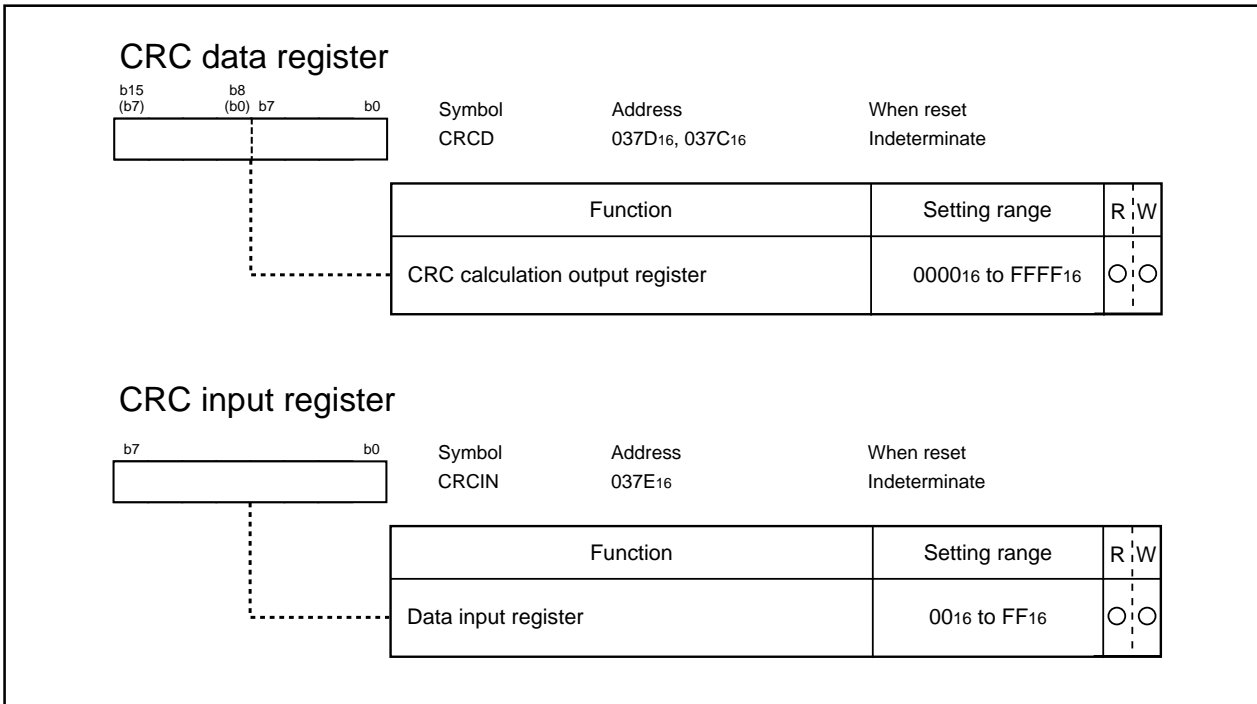 CRC data register
b15 b8
(b7) (b0) b7 b0
Symbol Address When reset
CRCD 037D16, 037C16 Indeterminate
Function Setting range R W
CRC calculation output register 000016 to FFFF16 ○ ○
CRC input register
b7 b0
Symbol Address When reset
CRCIN 037E16 Indeterminate
Function Setting range R W
Data input register 0016 to FF16 ○ ○